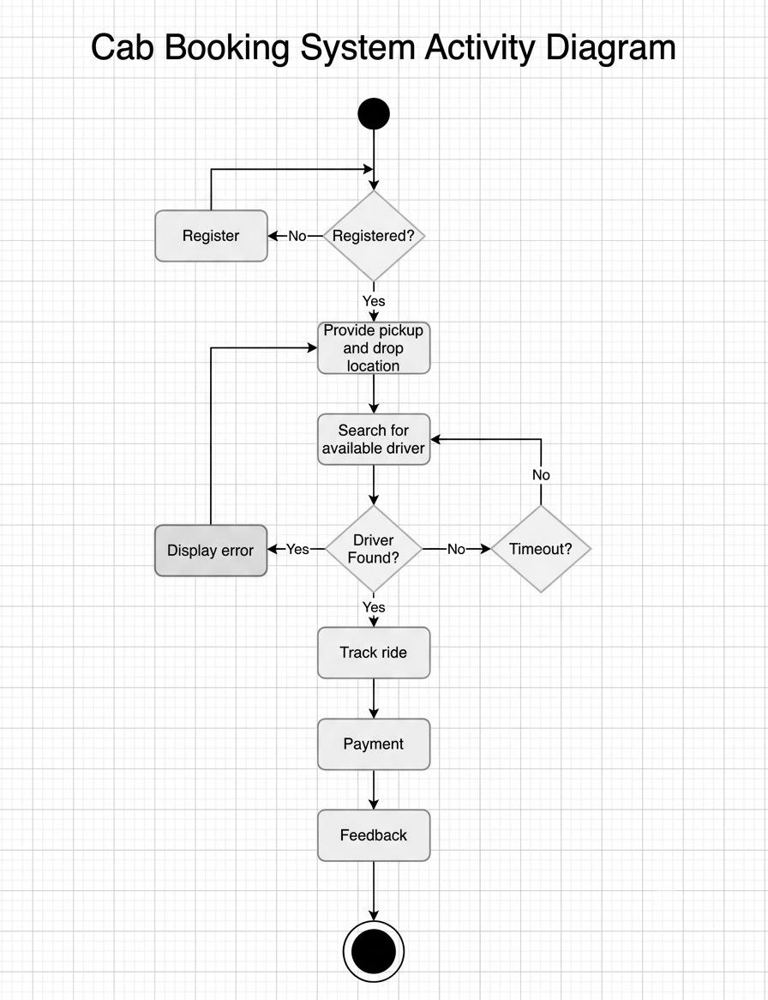 Cab Booking System Activity Diagram
Register
No
Registered?
Yes
Provide pickup
and drop
location
Search for
available driver
No
Display error
Yes
Driver
Found?
No
Timeout?
Yes
Track ride
Payment
Feedback